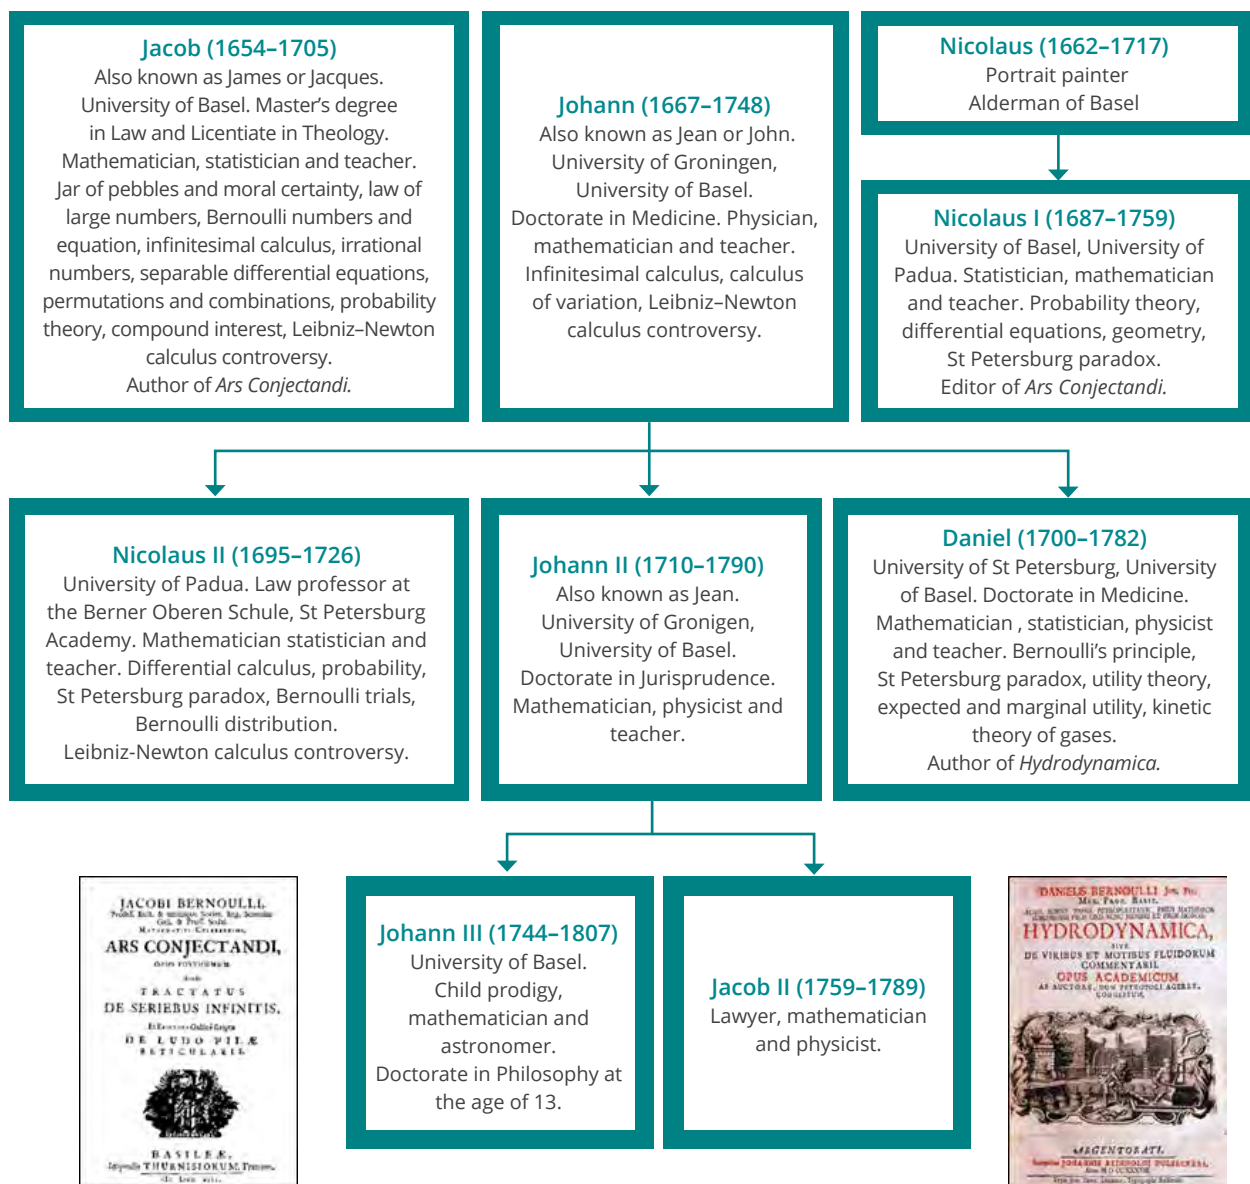 Jacob (1654–1705)
Also known as James or Jacques.
University of Basel. Master’s degree
in Law and Licentiate in Theology.
Mathematician, statistician and teacher.
Jar of pebbles and moral certainty, law of
large numbers, Bernoulli numbers and
equation, infinitesimal calculus, irrational
numbers, separable differential equations,
permutations and combinations, probability
theory, compound interest, Leibniz–Newton
calculus controversy.
Author of Ars Conjectandi.
Johann (1667–1748)
Also known as Jean or John.
University of Groningen,
University of Basel.
Doctorate in Medicine. Physician,
mathematician and teacher.
Infinitesimal calculus, calculus
of variation, Leibniz–Newton
calculus controversy.
Nicolaus (1662–1717)
Portrait painter
Alderman of Basel
Nicolaus I (1687–1759)
University of Basel, University of
Padua. Statistician, mathematician
and teacher. Probability theory,
differential equations, geometry,
St Petersburg paradox.
Editor of Ars Conjectandi.
Nicolaus II (1695–1726)
University of Padua. Law professor at
the Berner Oberen Schule, St Petersburg
Academy. Mathematician statistician and
teacher. Differential calculus, probability,
St Petersburg paradox, Bernoulli trials,
Bernoulli distribution.
Leibniz-Newton calculus controversy.
Johann II (1710–1790)
Also known as Jean.
University of Gronigen,
University of Basel.
Doctorate in Jurisprudence.
Mathematician, physicist and
teacher.
Daniel (1700–1782)
University of St Petersburg, University
of Basel. Doctorate in Medicine.
Mathematician , statistician, physicist
and teacher. Bernoulli’s principle,
St Petersburg paradox, utility theory,
expected and marginal utility, kinetic
theory of gases.
Author of Hydrodynamica.
JACOBI BERNOULLI,
ARS CONJECTANDI,
TRACTATUS
DE SERIEBUS INFINITIS,
DE LUDO PILÆ
RETICULARIS
BASILEÆ,
THURNISIORUM,
Johann III (1744–1807)
University of Basel.
Child prodigy,
mathematician and
astronomer.
Doctorate in Philosophy at
the age of 13.
Jacob II (1759–1789)
Lawyer, mathematician
and physicist.
DANIELIS BERNOULLI
HYDRODYNAMICA,
SIVE
DE VIRIBUS ET MOTIBUS FLUIDORUM
COMMENTARII.
OPUS ACADEMICUM
ARGENTORATI,